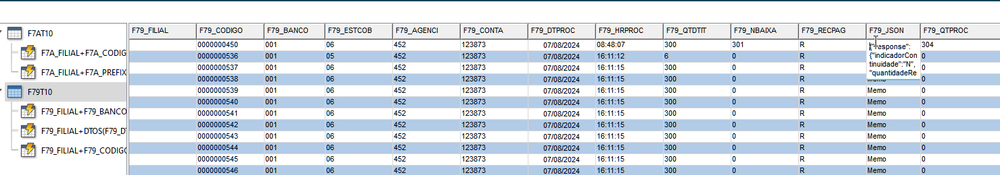 F7AT10
F7A_FILIAL+F7A_CODIG
F7A_FILIAL+F7A_PREFIX
F79T10
F79_FILIAL+F79_BANCO
F79_FILIAL+DTOS(F79_D
F79_FILIAL+F79_CODIGO
F79_FILIAL F79_CODIGO F79_BANCO F79_ESTCOB F79_AGENCI F79_CONTA F79_DTPROC F79_HRPROC F79_QTDTIT F79_NBAIXA F79_RECPAG F79_JSON F79_QTPROC
0000000450 001 06 452 123873 07/08/2024 08:48:07 300 301 R {"response": 304
0000000536 001 05 452 123873 07/08/2024 16:11:12 6 0 R {"indicadorCon 0
0000000537 001 06 452 123873 07/08/2024 16:11:15 300 0 R tinuidade":"N", 0
0000000538 001 06 452 123873 07/08/2024 16:11:15 300 0 R "quantidadeRe 0
0000000539 001 06 452 123873 07/08/2024 16:11:15 300 0 R Memo 0
0000000540 001 06 452 123873 07/08/2024 16:11:15 300 0 R Memo 0
0000000541 001 06 452 123873 07/08/2024 16:11:15 300 0 R Memo 0
0000000542 001 06 452 123873 07/08/2024 16:11:15 300 0 R Memo 0
0000000543 001 06 452 123873 07/08/2024 16:11:15 300 0 R Memo 0
0000000544 001 06 452 123873 07/08/2024 16:11:15 300 0 R Memo 0
0000000545 001 06 452 123873 07/08/2024 16:11:15 300 0 R Memo 0
0000000546 001 06 452 123873 07/08/2024 16:11:15 300 0 R Memo 0